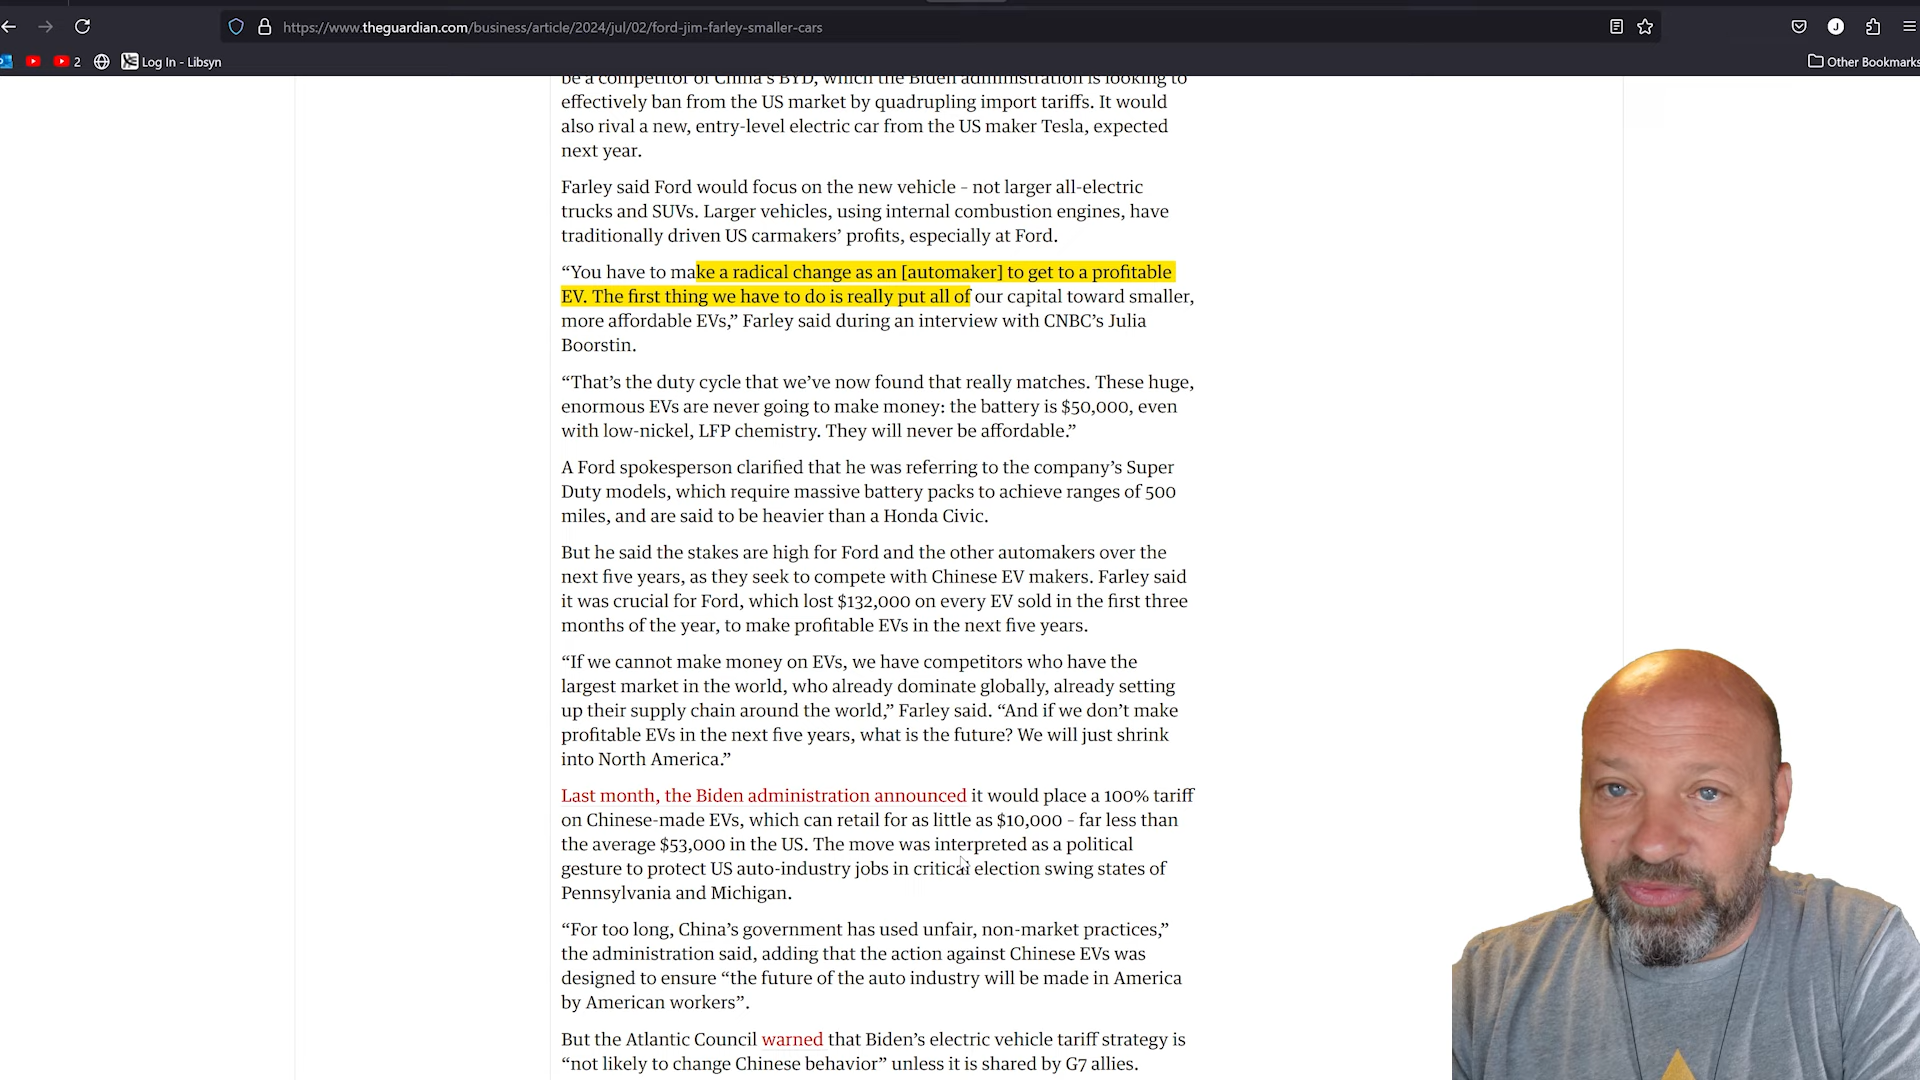 https://www.theguardian.com/business/article/2024/jul/02/ford-jim-farley-smaller-cars
J
2
Log In - Libsyn
Other Bookmarks
be a competitor of China's BYD, which the Biden administration is looking to
effectively ban from the US market by quadrupling import tariffs. It would
also rival a new, entry-level electric car from the US maker Tesla, expected
next year.
Farley said Ford would focus on the new vehicle – not larger all-electric
trucks and SUVs. Larger vehicles, using internal combustion engines, have
traditionally driven US carmakers’ profits, especially at Ford.
“You have to make a radical change as an [automaker] to get to a profitable
EV. The first thing we have to do is really put all of our capital toward smaller,
more affordable EVs,” Farley said during an interview with CNBC’s Julia
Boorstin.
“That’s the duty cycle that we’ve now found that really matches. These huge,
enormous EVs are never going to make money: the battery is $50,000, even
with low-nickel, LFP chemistry. They will never be affordable.”
A Ford spokesperson clarified that he was referring to the company’s Super
Duty models, which require massive battery packs to achieve ranges of 500
miles, and are said to be heavier than a Honda Civic.
But he said the stakes are high for Ford and the other automakers over the
next five years, as they seek to compete with Chinese EV makers. Farley said
it was crucial for Ford, which lost $132,000 on every EV sold in the first three
months of the year, to make profitable EVs in the next five years.
“If we cannot make money on EVs, we have competitors who have the
largest market in the world, who already dominate globally, already setting
up their supply chain around the world,” Farley said. “And if we don’t make
profitable EVs in the next five years, what is the future? We will just shrink
into North America.”
Last month, the Biden administration announced it would place a 100% tariff
on Chinese-made EVs, which can retail for as little as $10,000 – far less than
the average $53,000 in the US. The move was interpreted as a political
gesture to protect US auto-industry jobs in critical election swing states of
Pennsylvania and Michigan.
“For too long, China’s government has used unfair, non-market practices,”
the administration said, adding that the action against Chinese EVs was
designed to ensure “the future of the auto industry will be made in America
by American workers”.
But the Atlantic Council warned that Biden’s electric vehicle tariff strategy is
“not likely to change Chinese behavior” unless it is shared by G7 allies.